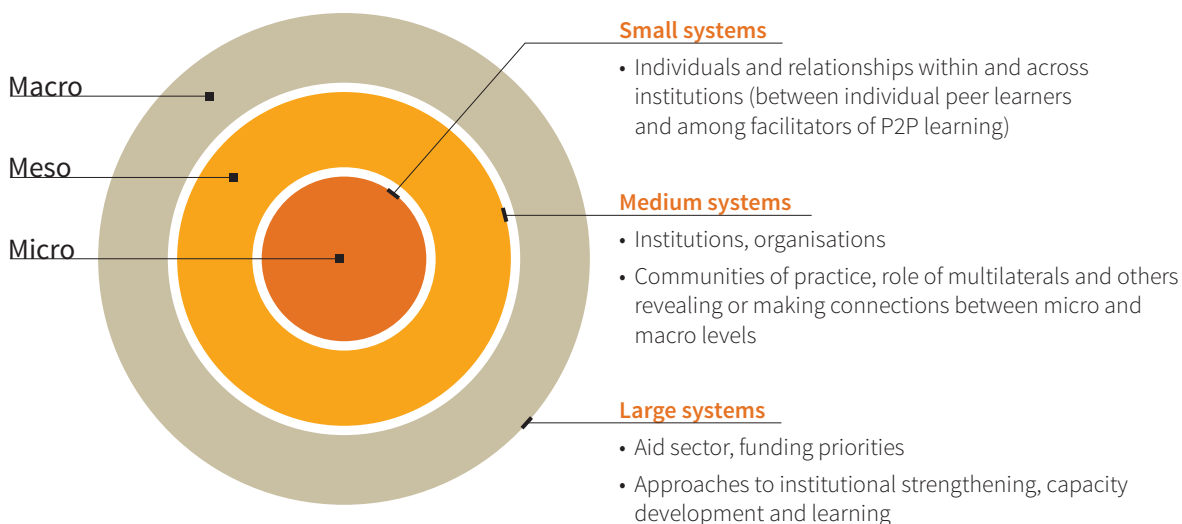 Macro
Meso
Micro
Small systems
• Individuals and relationships within and across
institutions (between individual peer learners
and among facilitators of P2P learning)
Medium systems
• Institutions, organisations
• Communities of practice, role of multilaterals and others
revealing or making connections between micro and
macro levels
Large systems
• Aid sector, funding priorities
• Approaches to institutional strengthening, capacity
development and learning